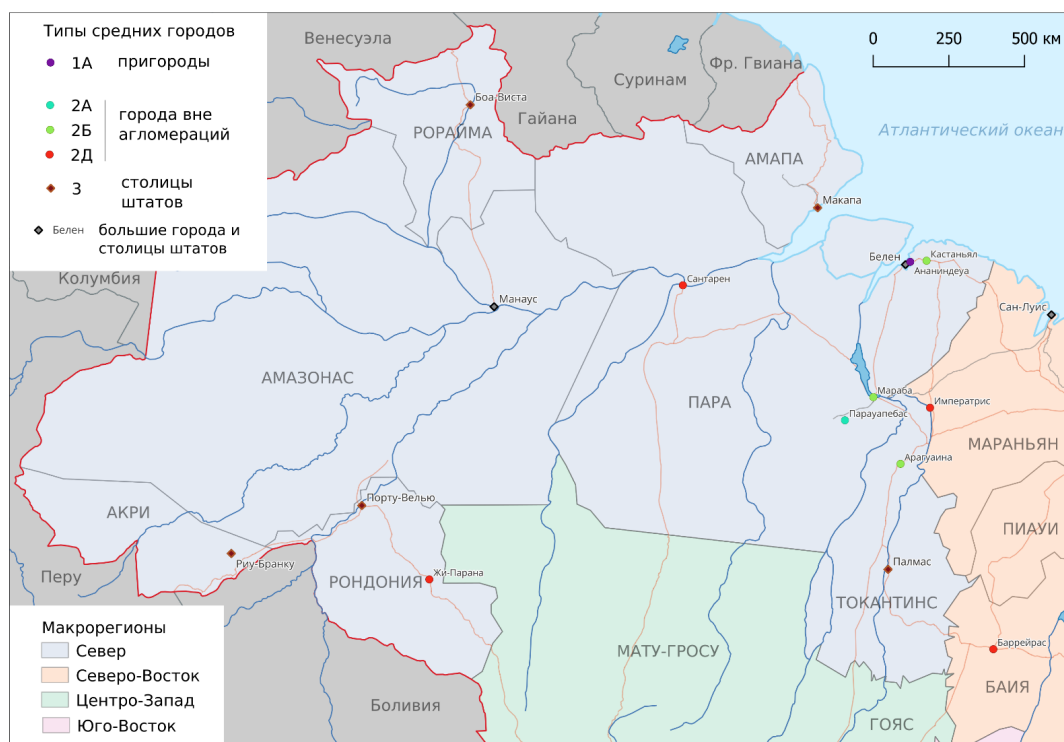 Типы средних городов
1А пригороды
2А
2Б
2Д
города вне
агломераций
3 столицы
штатов
Белен
большие города и
столицы штатов
Венесуэла
Суринам
Фр. Гвиана
Гайана
0 250 500 км
Атлантический океан
Боа-Виста
РОРАЙМА
АМАПА
Макапа
Колумбия
Белен
Кастаньял
Ананиндеуа
Сантарен
Манаус
Сан-Луис
АМАЗОНАС
ПАРА
Мараба
Парауапебас
Императрис
МАРАНЬЯН
Арагуаина
АКРИ
Порту-Велью
ПИАУИ
Риу-Бранку
Перу
РОНДОНИЯ
Жи-Парана
Палмас
ТОКАНТИНС
МАТУ-ГРОСУ
Баррейрас
БАИЯ
Боливия
ГОЯС
Макрорегионы
Север
Северо-Восток
Центро-Запад
Юго-Восток